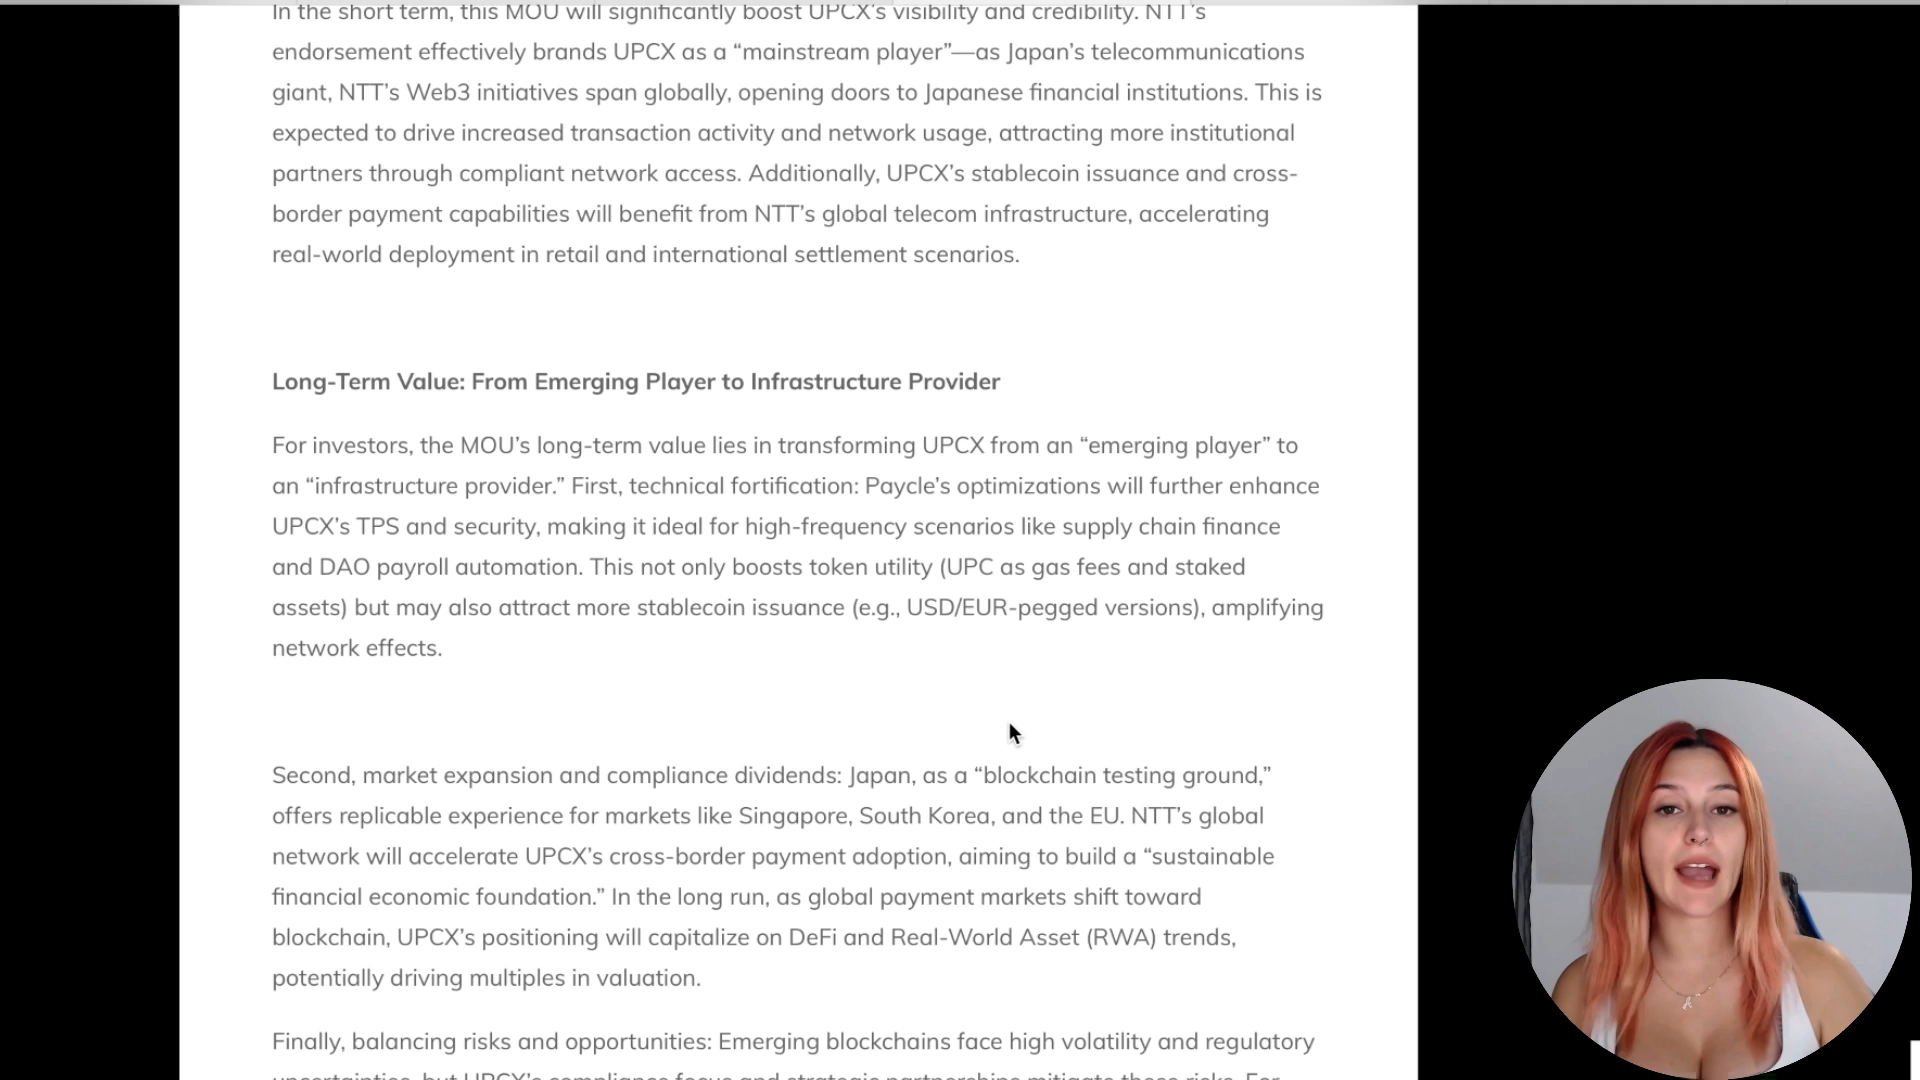 In the short term, this MOU will significantly boost UPCX’s visibility and credibility. NTT’s
endorsement effectively brands UPCX as a “mainstream player”—as Japan’s telecommunications
giant, NTT’s Web3 initiatives span globally, opening doors to Japanese financial institutions. This is
expected to drive increased transaction activity and network usage, attracting more institutional
partners through compliant network access. Additionally, UPCX’s stablecoin issuance and cross-
border payment capabilities will benefit from NTT’s global telecom infrastructure, accelerating
real-world deployment in retail and international settlement scenarios.
Long-Term Value: From Emerging Player to Infrastructure Provider
For investors, the MOU’s long-term value lies in transforming UPCX from an “emerging player” to
an “infrastructure provider.” First, technical fortification: Paycle’s optimizations will further enhance
UPCX’s TPS and security, making it ideal for high-frequency scenarios like supply chain finance
and DAO payroll automation. This not only boosts token utility (UPC as gas fees and staked
assets) but may also attract more stablecoin issuance (e.g., USD/EUR-pegged versions), amplifying
network effects.
Second, market expansion and compliance dividends: Japan, as a “blockchain testing ground,”
offers replicable experience for markets like Singapore, South Korea, and the EU. NTT’s global
network will accelerate UPCX’s cross-border payment adoption, aiming to build a “sustainable
financial economic foundation.” In the long run, as global payment markets shift toward
blockchain, UPCX’s positioning will capitalize on DeFi and Real-World Asset (RWA) trends,
potentially driving multiples in valuation.
Finally, balancing risks and opportunities: Emerging blockchains face high volatility and regulatory
uncertainties, but UPCX’s compliance focus and strategic partnerships mitigate these risks. For